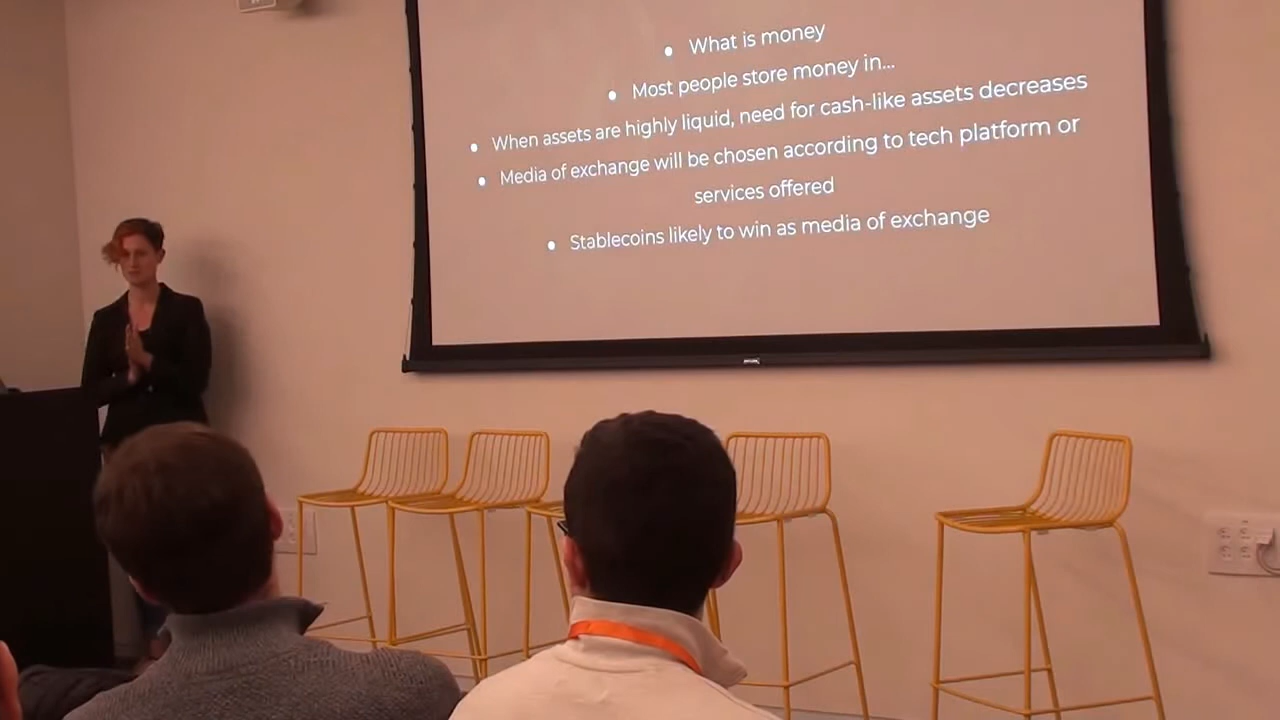 • What is money
• Most people store money in...
• When assets are highly liquid, need for cash-like assets decreases
• Media of exchange will be chosen according to tech platform or
services offered
• Stablecoins likely to win as media of exchange